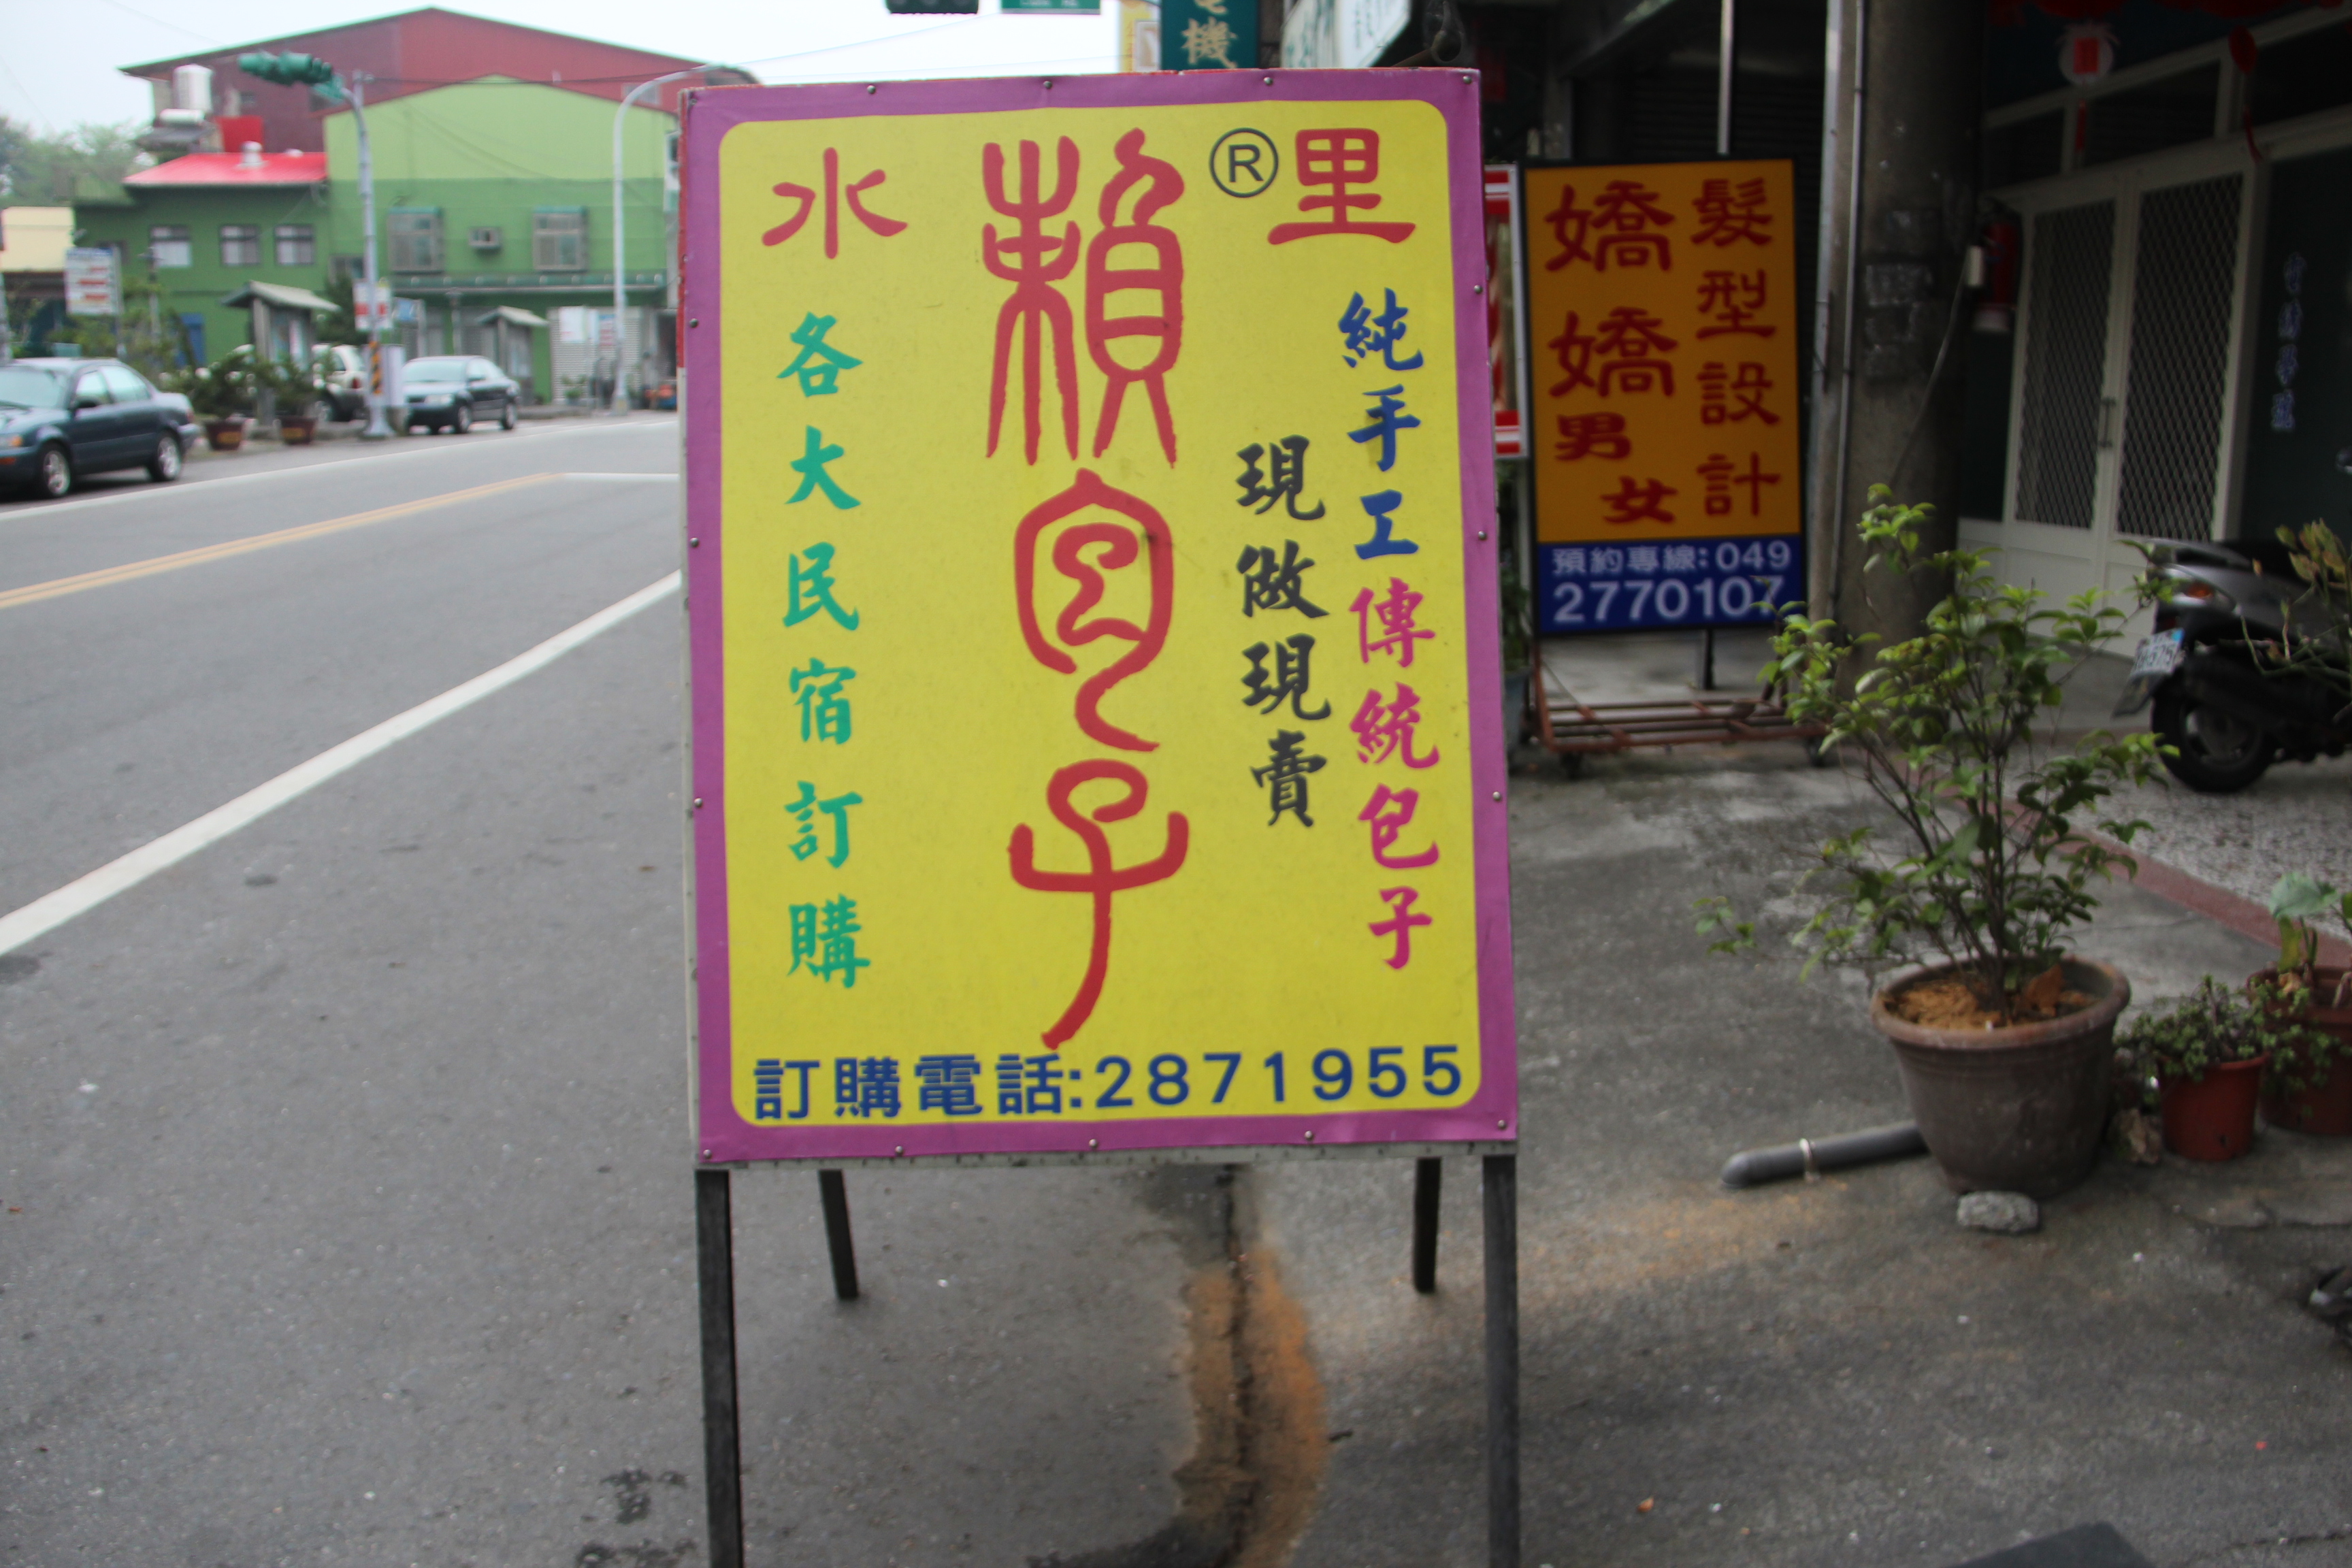 水 里
賴包子
®
純手工傳統包子
現做現賣
各大民宿訂購
訂購電話:2871955
髮型設計
嬌嬌
男女
預約專線:049
2770107
機